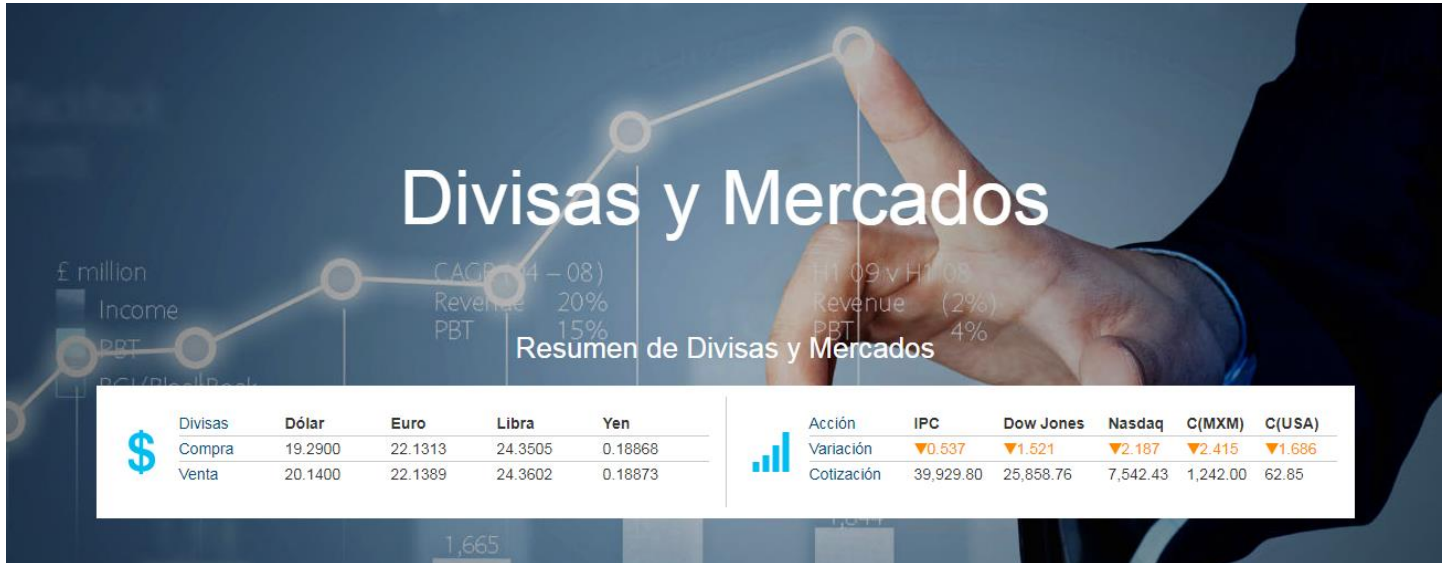 Divisas y Mercados
£ million
Income
PBT
CAGR
– 08)
Revenue 20%
PBT 15%
H1 09 v H1 08
Revenue (2%)
PBT 4%
Resumen de Divisas y Mercados
$
Divisas Dólar Euro Libra Yen
Compra 19.2900 22.1313 24.3505 0.18868
Venta 20.1400 22.1389 24.3602 0.18873
Acción IPC Dow Jones Nasdaq C(MXM) C(USA)
Variación ▼0.537 ▼1.521 ▼2.187 ▼2.415 ▼1.686
Cotización 39,929.80 25,858.76 7,542.43 1,242.00 62.85
1,665